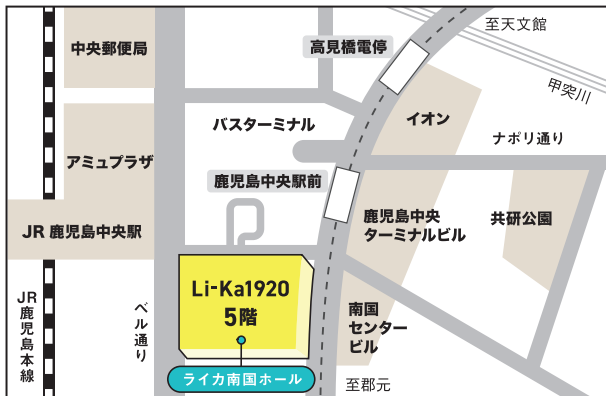 至天文館
中央郵便局
高見橋電停
甲突川
バスターミナル
イオン
ナポリ通り
アミュプラザ
鹿児島中央駅前
鹿児島中央
ターミナルビル
共研公園
JR 鹿児島中央駅
Li-Ka1920
5階
JR鹿児島本線
ベル通り
南国
センター
ビル
ライカ南国ホール
至郡元